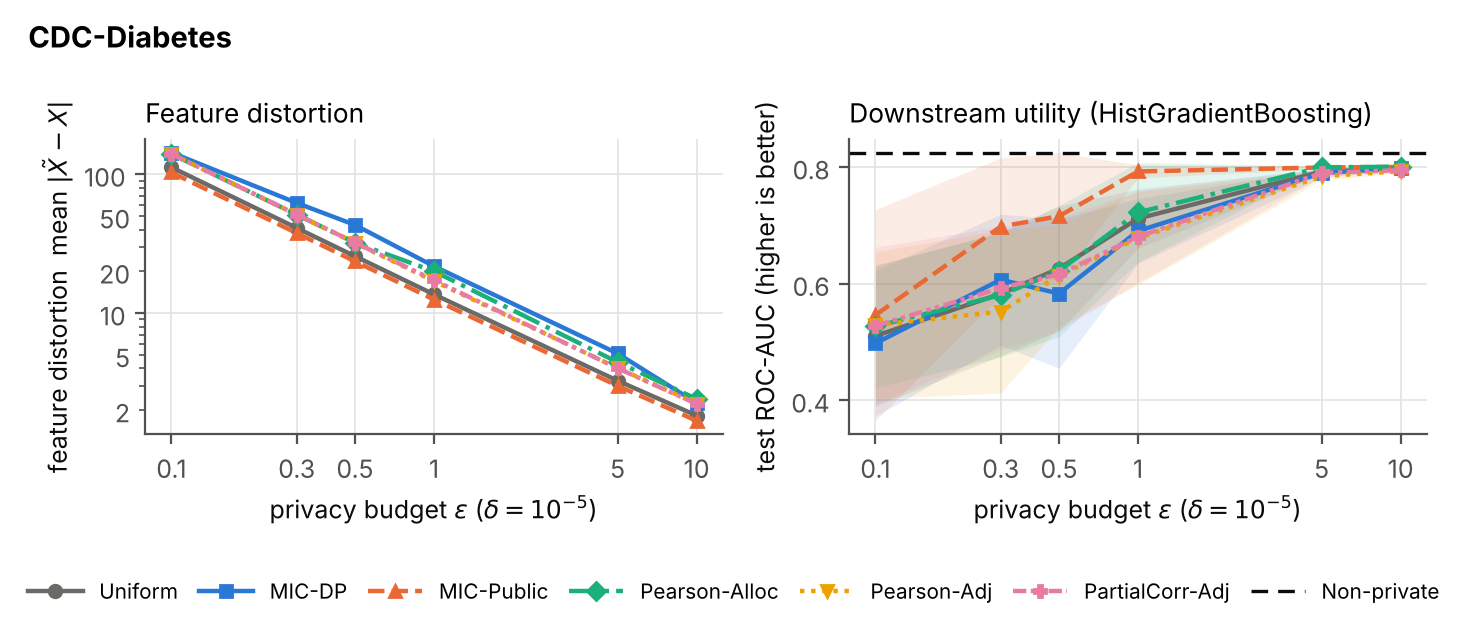 CDC-Diabetes
Feature distortion
feature distortion mean |X̃ − X|
100
50
20
10
5
2
0.1 0.3 0.5 1 5 10
privacy budget ε (δ = 10⁻⁵)
Downstream utility (HistGradientBoosting)
test ROC-AUC (higher is better)
0.8
0.6
0.4
0.1 0.3 0.5 1 5 10
privacy budget ε (δ = 10⁻⁵)
Uniform MIC-DP MIC-Public Pearson-Alloc Pearson-Adj PartialCorr-Adj Non-private